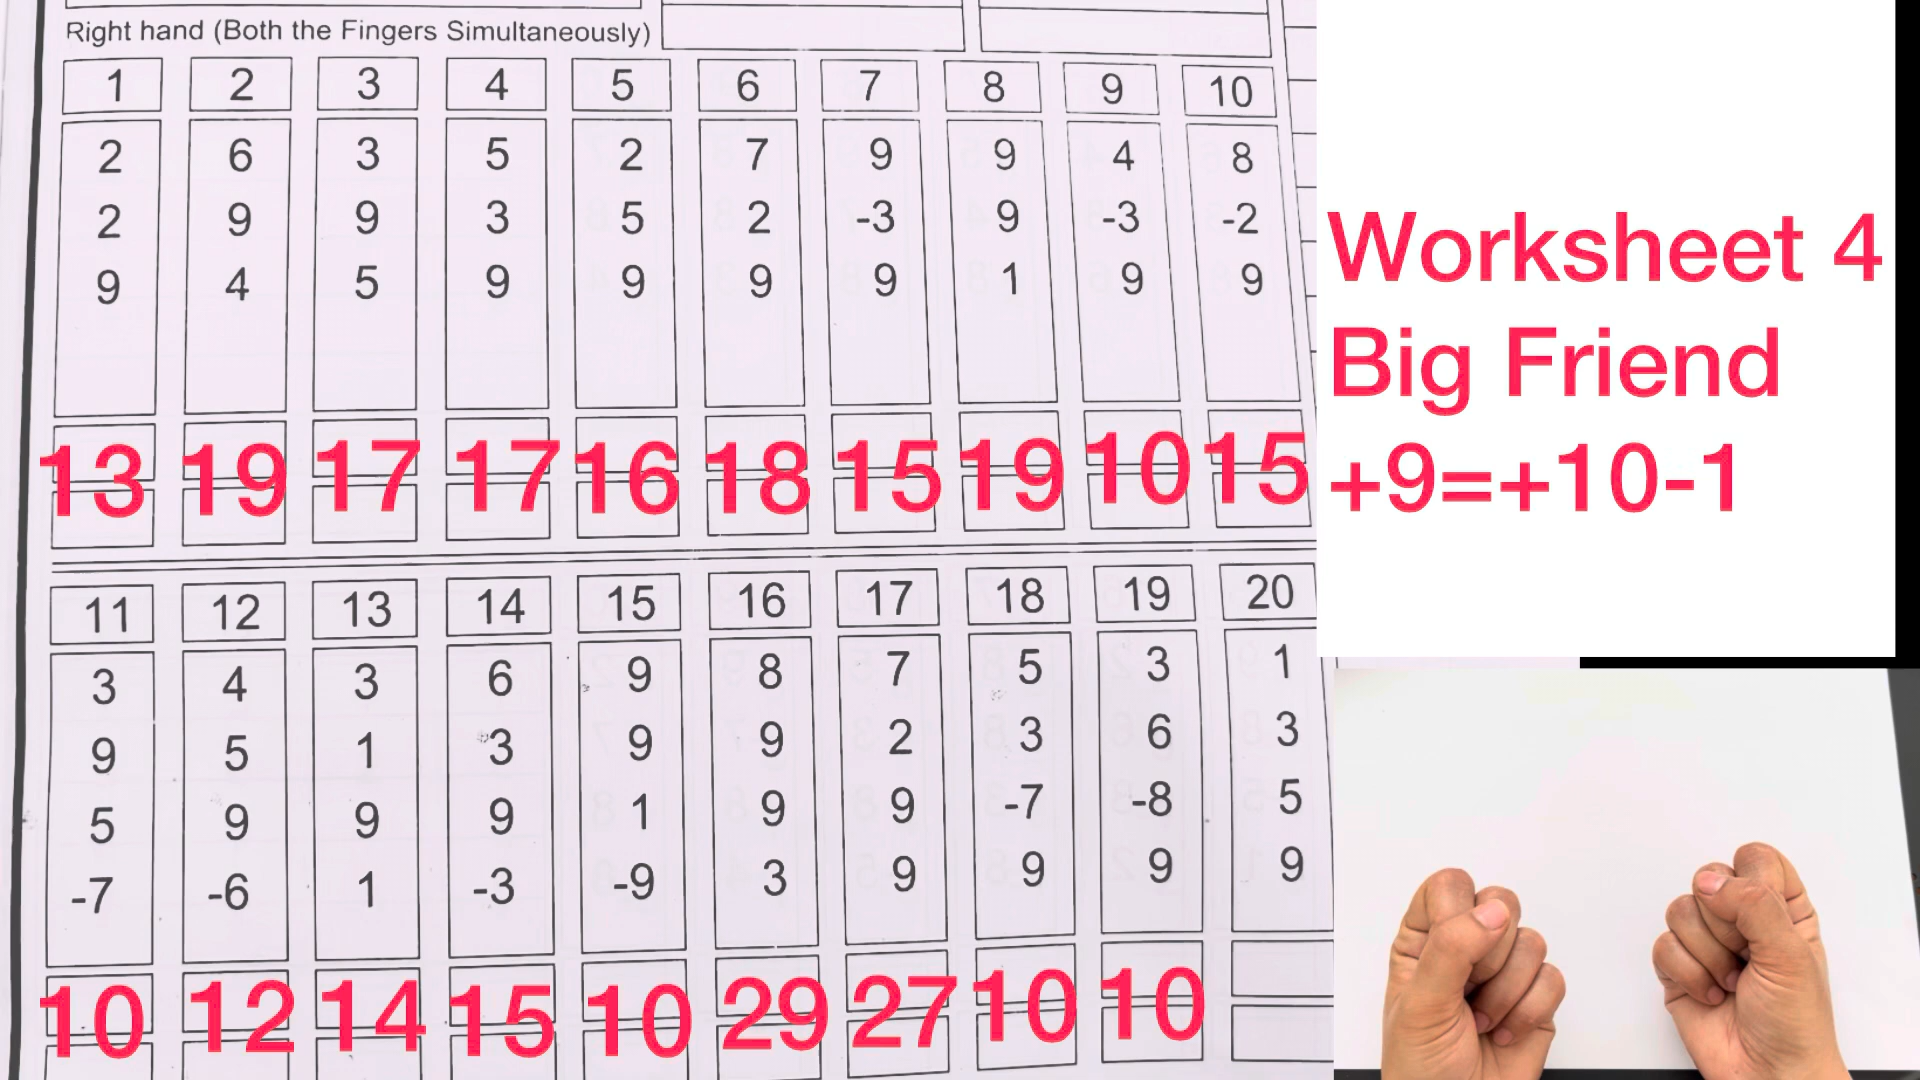 Right hand (Both the Fingers Simultaneously)
1 2 3 4 5 6 7 8 9 10
2 6 3 5 2 7 9 9 4 8
2 9 9 3 5 2 -3 9 -3 -2
9 4 5 9 9 9 9 1 9 9
13 19 17 17 16 18 15 19 10 15
11 12 13 14 15 16 17 18 19 20
3 4 3 6 9 8 7 5 3 1
9 5 1 3 9 9 2 3 6 3
5 9 9 9 1 9 9 -7 -8 5
-7 -6 1 -3 -9 3 9 9 9 9
10 12 14 15 10 29 27 10 10
Worksheet 4
Big Friend
+9=+10-1